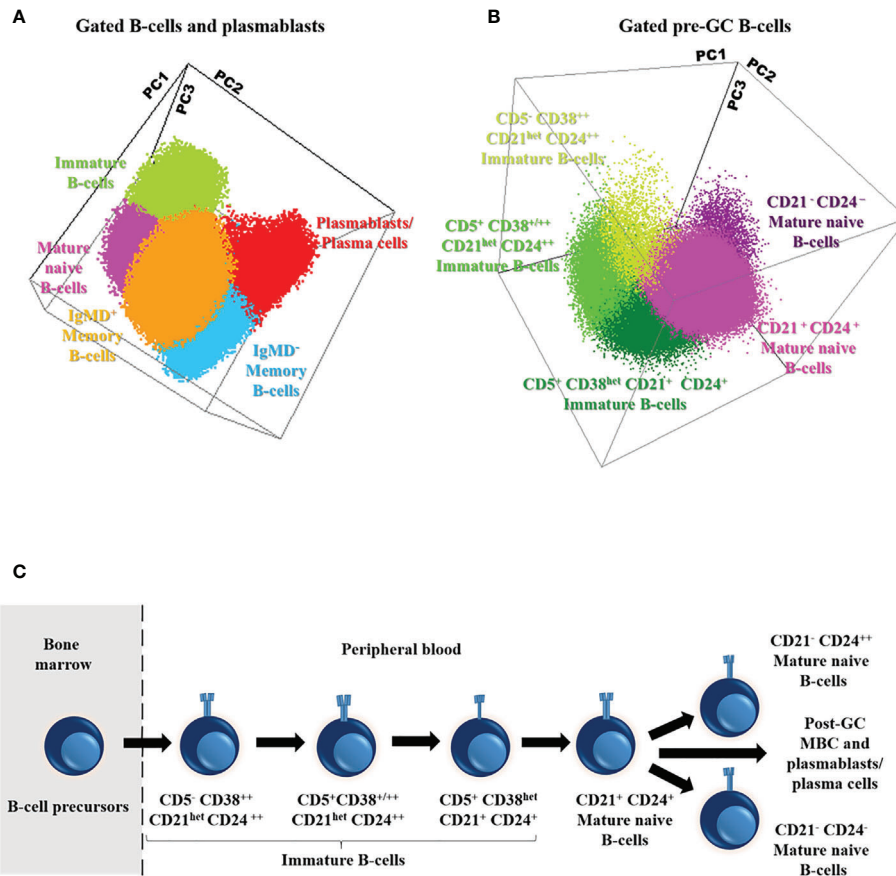 A
Gated B-cells and plasmablasts
PC1
PC2
PC3
Immature
B-cells
Mature
naive
B-cells
Plasmablasts/
Plasma cells
IgMD⁺
Memory
B-cells
IgMD⁻
Memory
B-cells
B
Gated pre-GC B-cells
PC1
PC2
PC3
CD5⁻ CD38⁺⁺
CD21ʰᵉᵗ CD24⁺⁺
Immature B-cells
CD5⁺ CD38⁺/⁺⁺
CD21ʰᵉᵗ CD24⁺⁺
Immature B-cells
CD21⁻ CD24⁻
Mature naive
B-cells
CD21⁺ CD24⁺
Mature naive
B-cells
CD5⁺ CD38ʰᵉᵗ CD21⁺ CD24⁺
Immature B-cells
C
Bone
marrow
B-cell precursors
Peripheral blood
CD5⁻ CD38⁺⁺
CD21ʰᵉᵗ CD24⁺⁺
CD5⁺CD38⁺/⁺⁺
CD21ʰᵉᵗ CD24⁺⁺
CD5⁺ CD38ʰᵉᵗ
CD21⁺ CD24⁺
Immature B-cells
CD21⁺ CD24⁺
Mature naive
B-cells
CD21⁻ CD24⁺⁺
Mature naive
B-cells
Post-GC
MBC and
plasmablasts/
plasma cells
CD21⁻ CD24⁻
Mature naive
B-cells